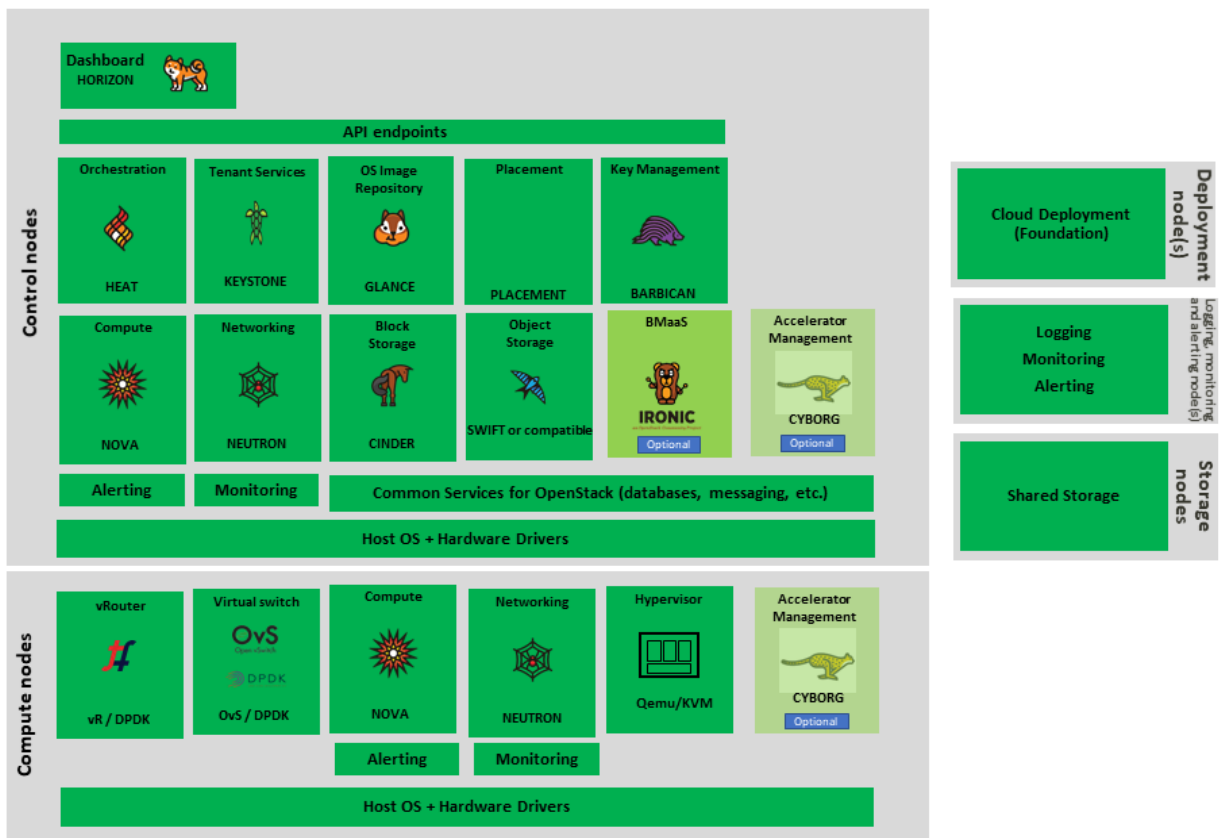 Control nodes
Dashboard
HORIZON
API endpoints
Orchestration
HEAT
Tenant Services
KEYSTONE
OS Image
Repository
GLANCE
Placement
PLACEMENT
Key Management
BARBICAN
Compute
NOVA
Networking
NEUTRON
Block
Storage
CINDER
Object
Storage
SWIFT or compatible
BMaaS
IRONIC
Optional
Accelerator
Management
CYBORG
Optional
Alerting
Monitoring
Common Services for OpenStack (databases, messaging, etc.)
Host OS + Hardware Drivers
Compute nodes
vRouter
vR / DPDK
Virtual switch
OvS
Open vSwitch
DPDK
OvS / DPDK
Compute
NOVA
Networking
NEUTRON
Hypervisor
Qemu/KVM
Accelerator
Management
CYBORG
Optional
Alerting
Monitoring
Host OS + Hardware Drivers
Cloud Deployment
(Foundation)
Deployment
node(s)
Logging
Monitoring
Alerting
Logging, monitoring
and alerting node(s)
Shared Storage
Storage
nodes